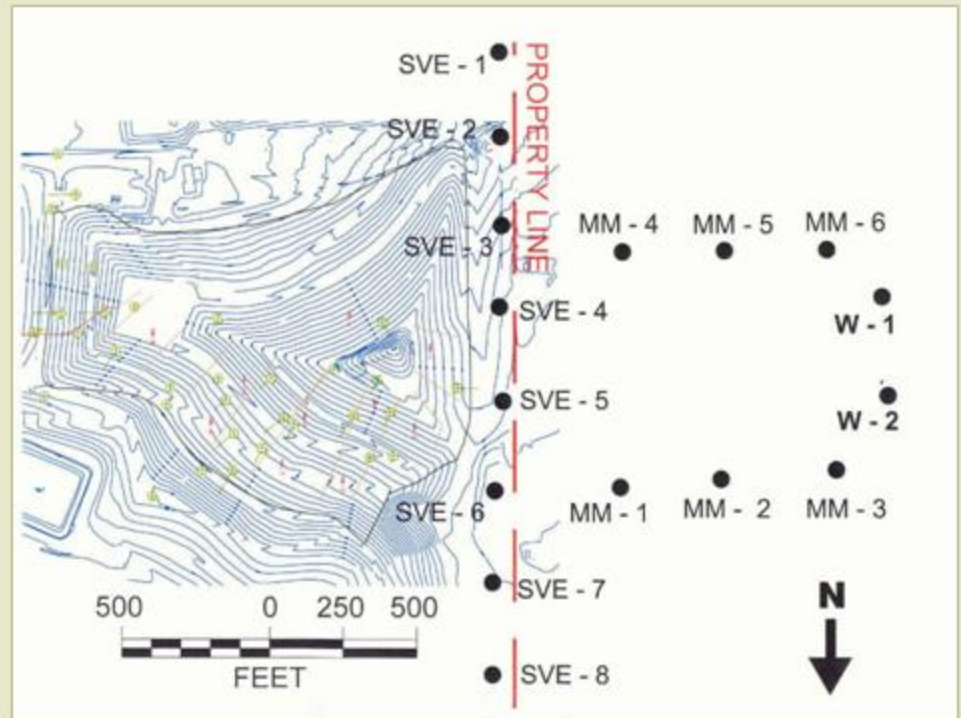 SVE - 1
PROPERTY LINE
SVE - 2
SVE - 3
MM - 4
MM - 5
MM - 6
SVE - 4
W - 1
SVE - 5
W - 2
SVE - 6
MM - 1
MM - 2
MM - 3
SVE - 7
500 0 250 500
FEET
N
SVE - 8